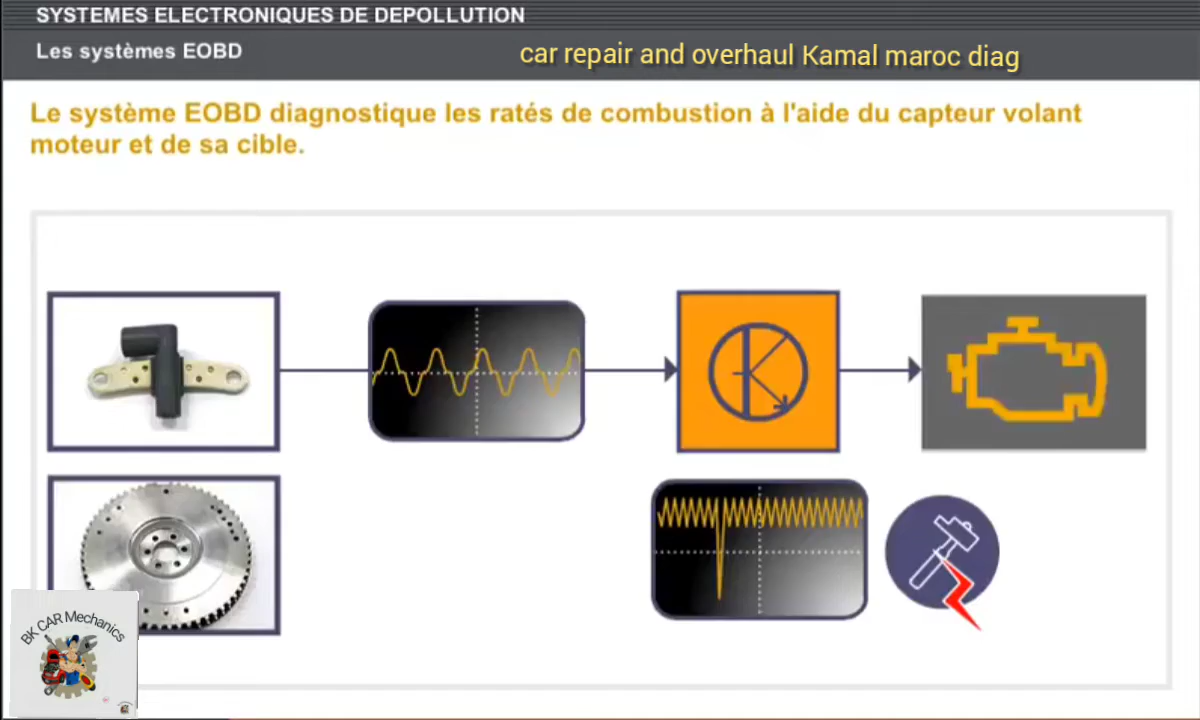 SYSTEMES ELECTRONIQUES DE DEPOLLUTION
Les systèmes EOBD
car repair and overhaul Kamal maroc diag
Le système EOBD diagnostique les ratés de combustion à l'aide du capteur volant
moteur et de sa cible.
BK CAR Mechanics